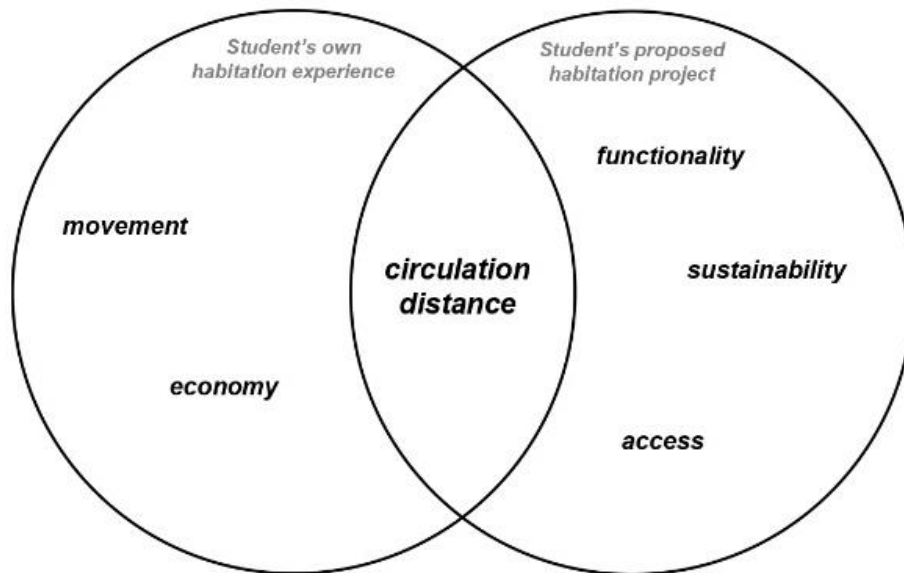 Student's own
habitation experience
Student's proposed
habitation project
functionality
movement
circulation
distance
sustainability
economy
access